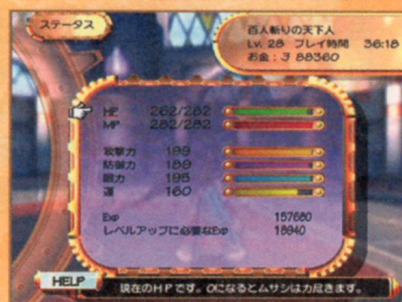 ステータス
百人斬りの天下人
Lv. 28 プレイ時間 36:18
お金：3 88360
HP 262/282
MP 282/282
攻撃力 199
防御力 189
眼力 195
運 160
Exp 157680
レベルアップに必要なExp 18940
HELP 現在のHPです。0になるとムサシは力尽きます。